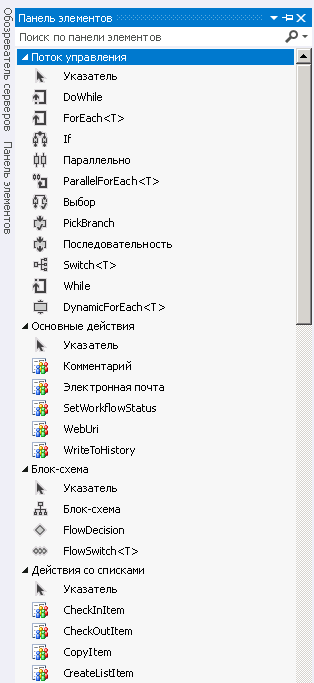 Панель элементов
Поиск по панели элементов
Обозреватель серверов
Панель элементов
Поток управления
Указатель
DoWhile
ForEach<T>
If
Параллельно
ParallelForEach<T>
Выбор
PickBranch
Последовательность
Switch<T>
While
DynamicForEach<T>
Основные действия
Указатель
Комментарий
Электронная почта
SetWorkflowStatus
WebUri
WriteToHistory
Блок-схема
Указатель
Блок-схема
FlowDecision
FlowSwitch<T>
Действия со списками
Указатель
CheckInItem
CheckOutItem
CopyItem
CreateListItem